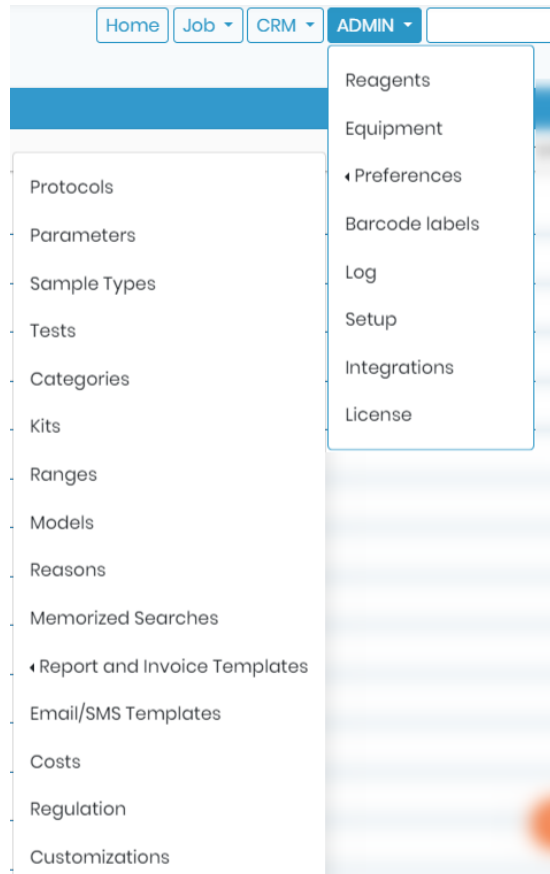 Home Job CRM ADMIN
Reagents
Equipment
Preferences
Barcode labels
Log
Setup
Integrations
License
Protocols
Parameters
Sample Types
Tests
Categories
Kits
Ranges
Models
Reasons
Memorized Searches
Report and Invoice Templates
Email/SMS Templates
Costs
Regulation
Customizations